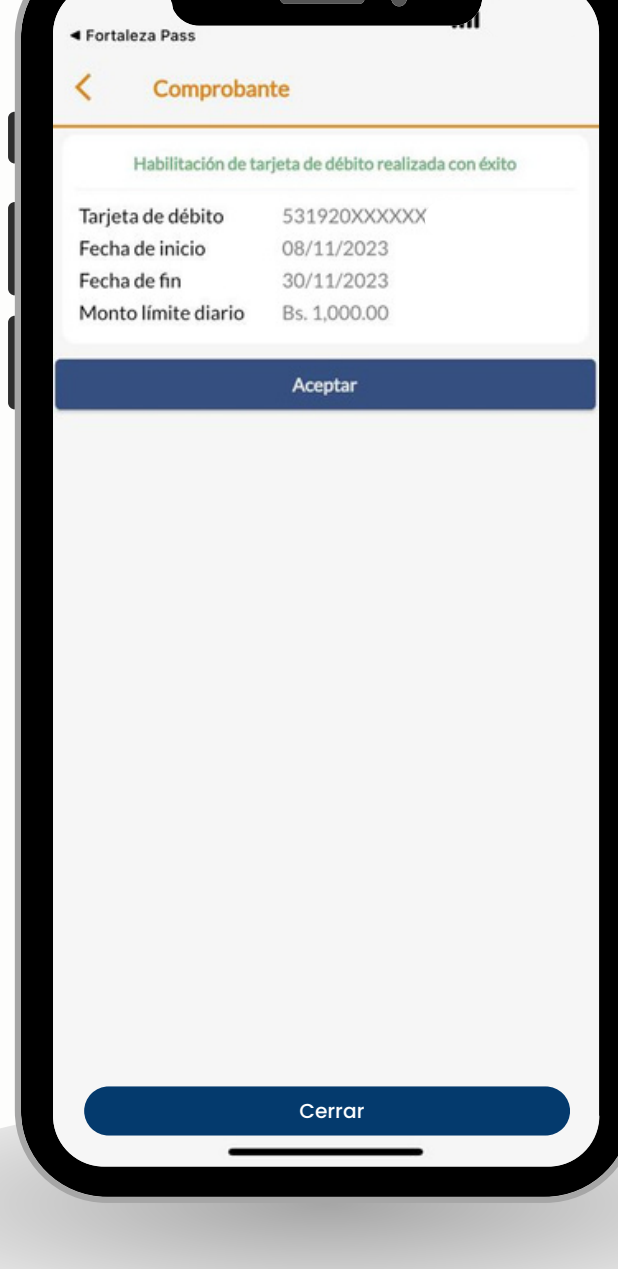 ◀ Fortaleza Pass
Comprobante
Habilitación de tarjeta de débito realizada con éxito
Tarjeta de débito 531920XXXXXX
Fecha de inicio 08/11/2023
Fecha de fin 30/11/2023
Monto límite diario Bs. 1,000.00
Aceptar
Cerrar